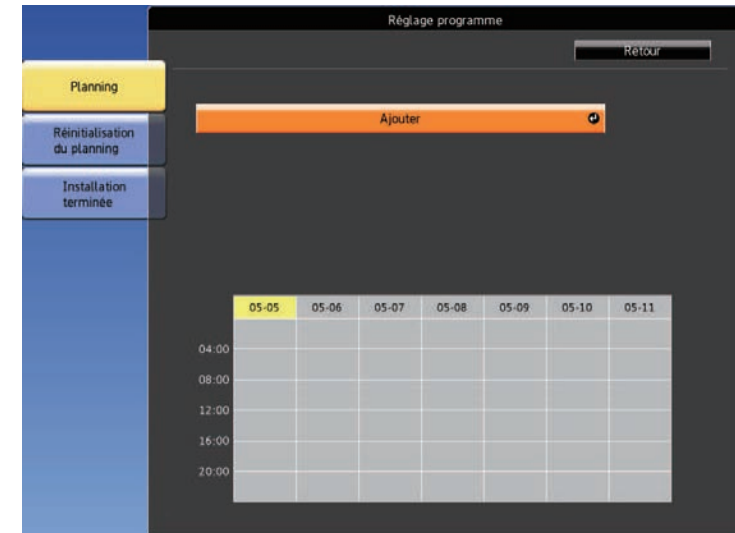 Réglage programme
Retour
Planning
Ajouter
Réinitialisation
du planning
Installation
terminée
05-05 05-06 05-07 05-08 05-09 05-10 05-11
04:00
08:00
12:00
16:00
20:00